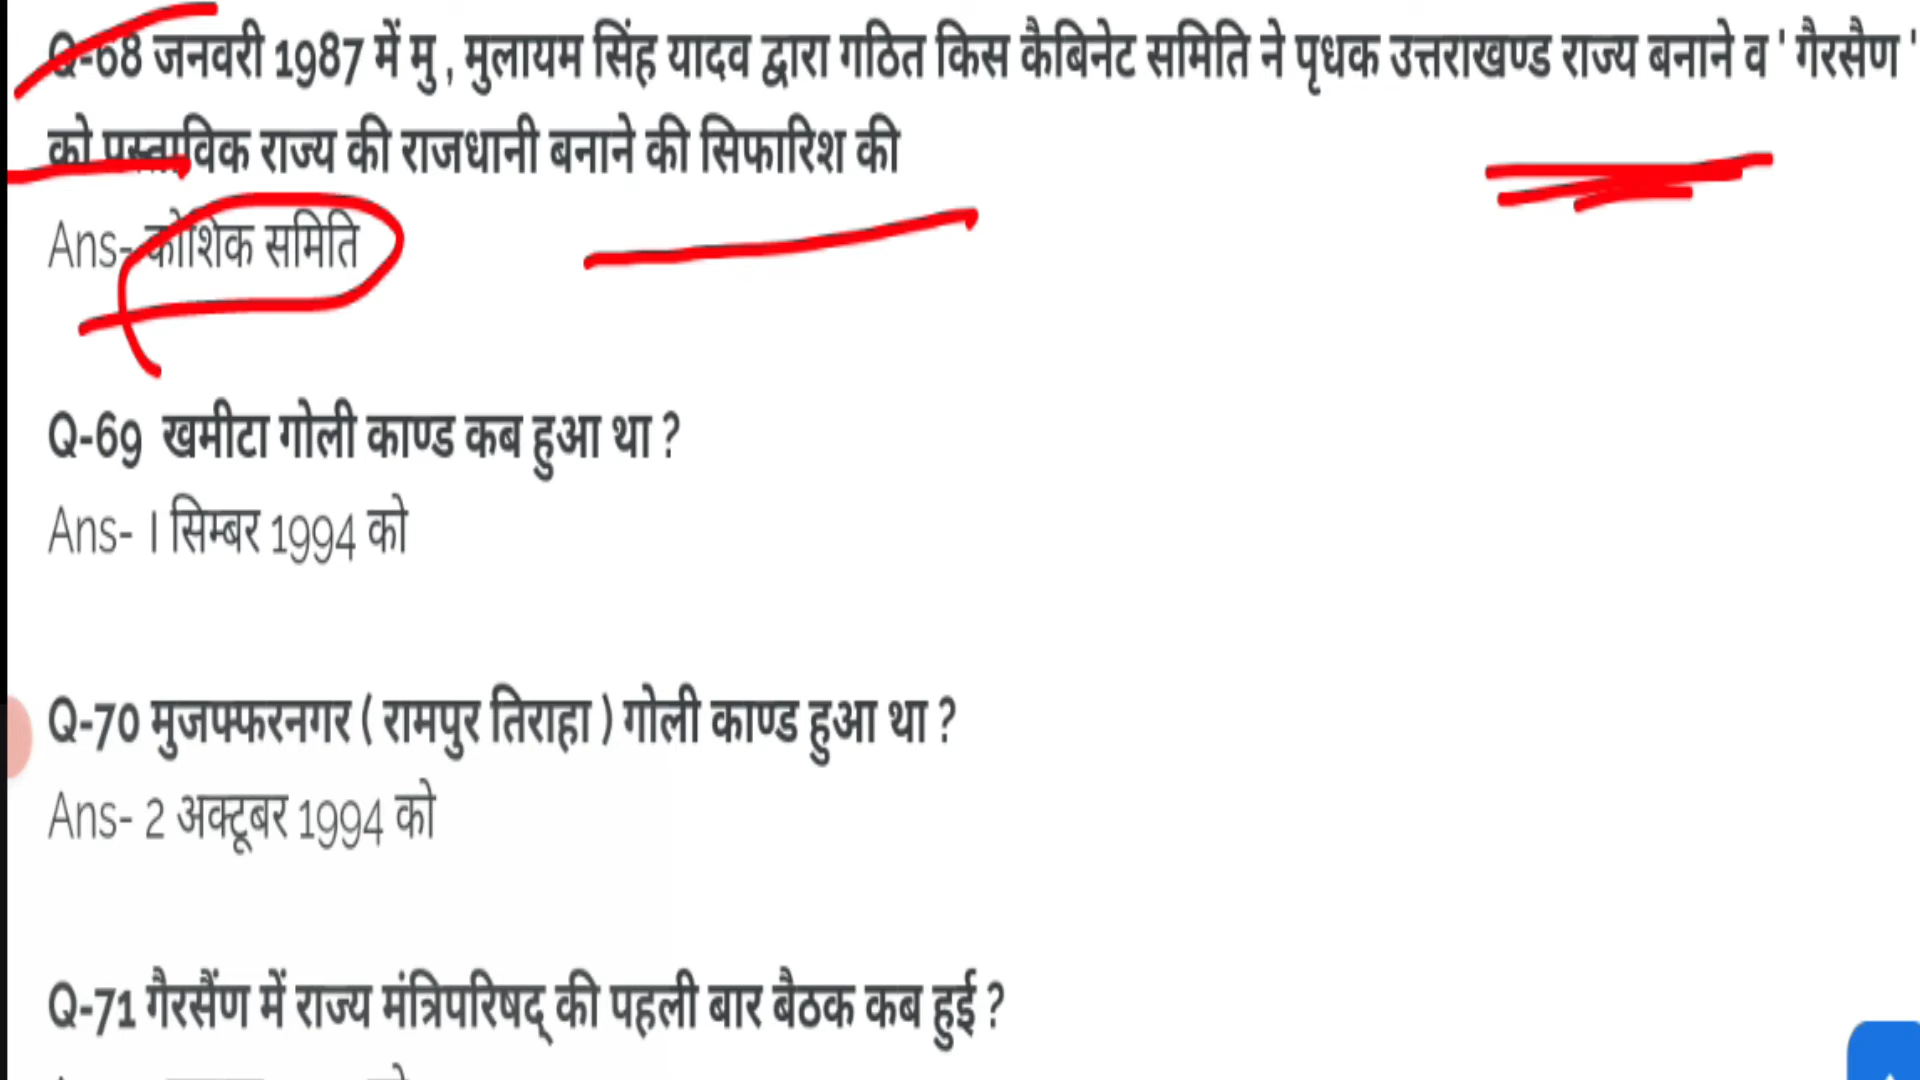 Q-68 जनवरी 1987 में मु , मुलायम सिंह यादव द्वारा गठित किस कैबिनेट समिति ने पृधक उत्तराखण्ड राज्य बनाने व ' गैरसैण '
को प्रस्ताविक राज्य की राजधानी बनाने की सिफारिश की
Ans- कोशिक समिति
Q-69 खमीटा गोली काण्ड कब हुआ था ?
Ans- । सिम्बर 1994 को
Q-70 मुजफ्फरनगर ( रामपुर तिराहा ) गोली काण्ड हुआ था ?
Ans- 2 अक्टूबर 1994 को
Q-71 गैरसैंण में राज्य मंत्रिपरिषद् की पहली बार बैठक कब हुई ?